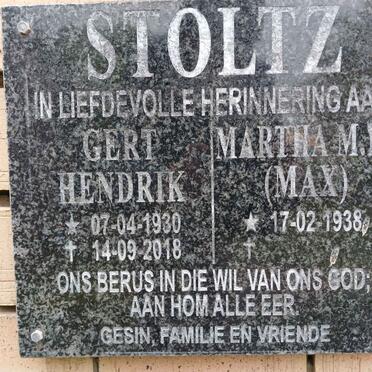 STOLTZ
IN LIEFDEVOLLE HERINNERING AA
GERT MARTHA M.
HENDRIK (MAX)
★ 07-04-1930 ★ 17-02-1938
✝ 14-09-2018 ✝
ONS BERUS IN DIE WIL VAN ONS GOD;
AAN HOM ALLE EER.
GESIN, FAMILIE EN VRIENDE